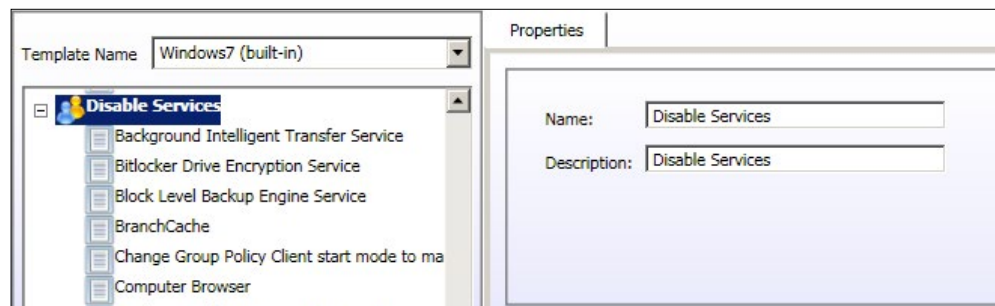 Template Name Windows7 (built-in)
Disable Services
Background Intelligent Transfer Service
Bitlocker Drive Encryption Service
Block Level Backup Engine Service
BranchCache
Change Group Policy Client start mode to ma
Computer Browser
Properties
Name: Disable Services
Description: Disable Services